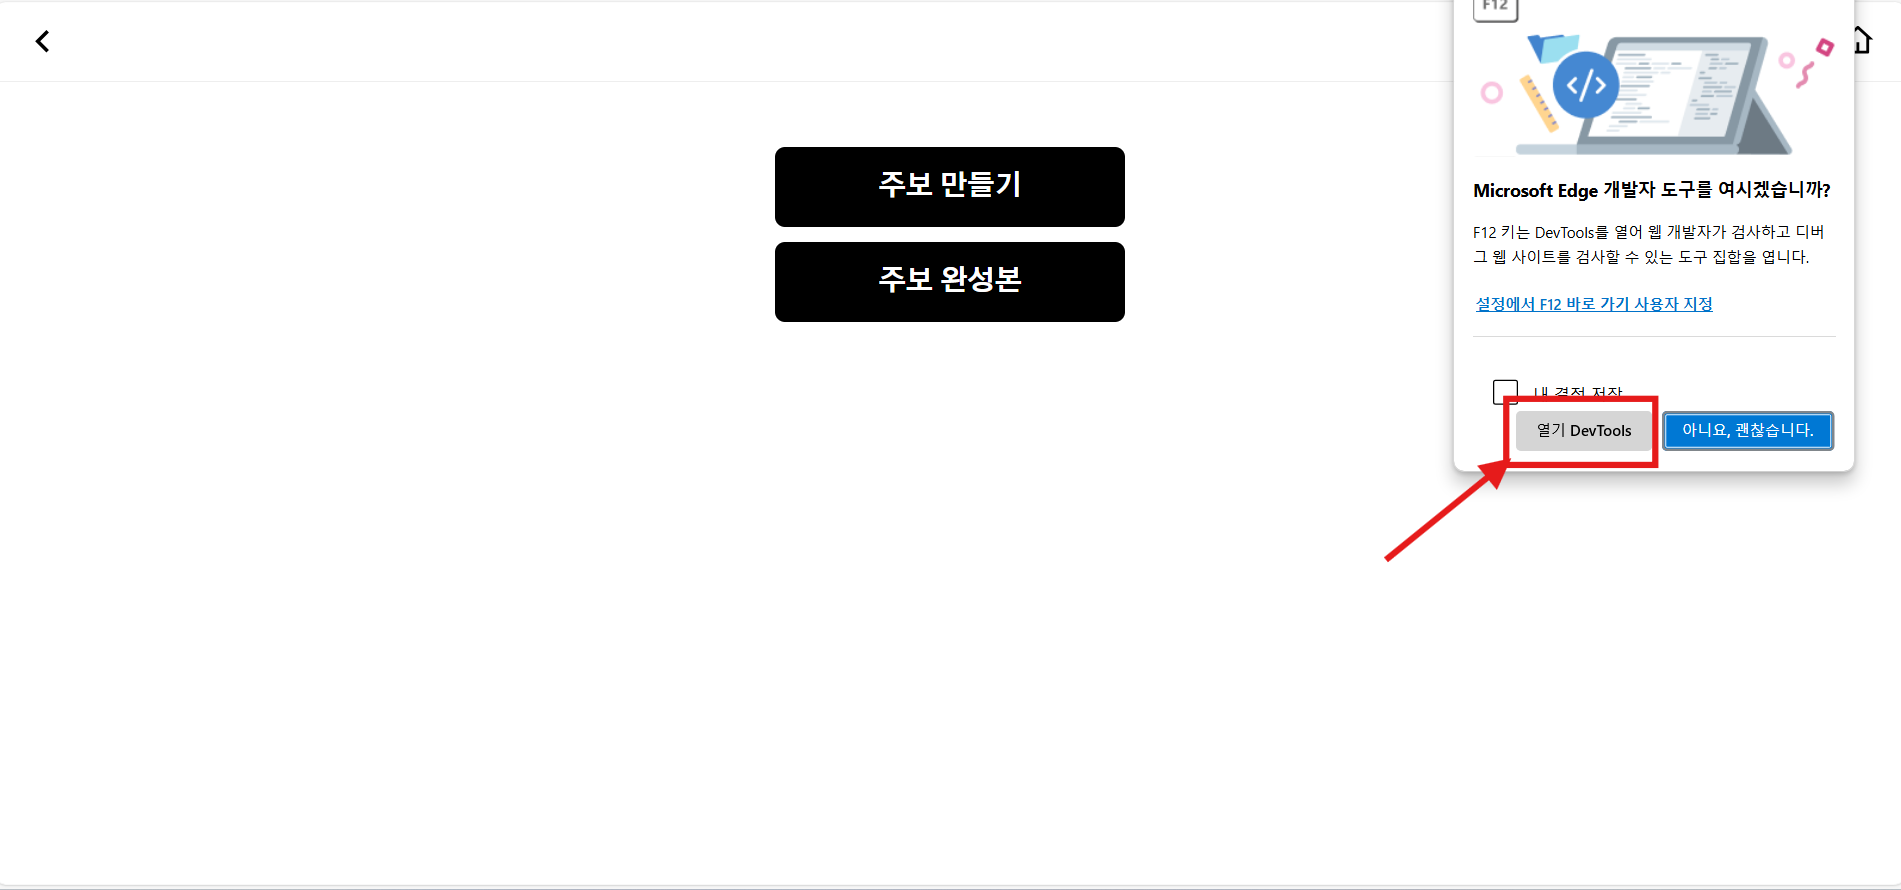 F12
주보 만들기
주보 완성본
Microsoft Edge 개발자 도구를 여시겠습니까?
F12 키는 DevTools를 열어 웹 개발자가 검사하고 디버
그 웹 사이트를 검사할 수 있는 도구 집합을 엽니다.
설정에서 F12 바로 가기 사용자 지정
내 결정 저장
열기 DevTools
아니요, 괜찮습니다.